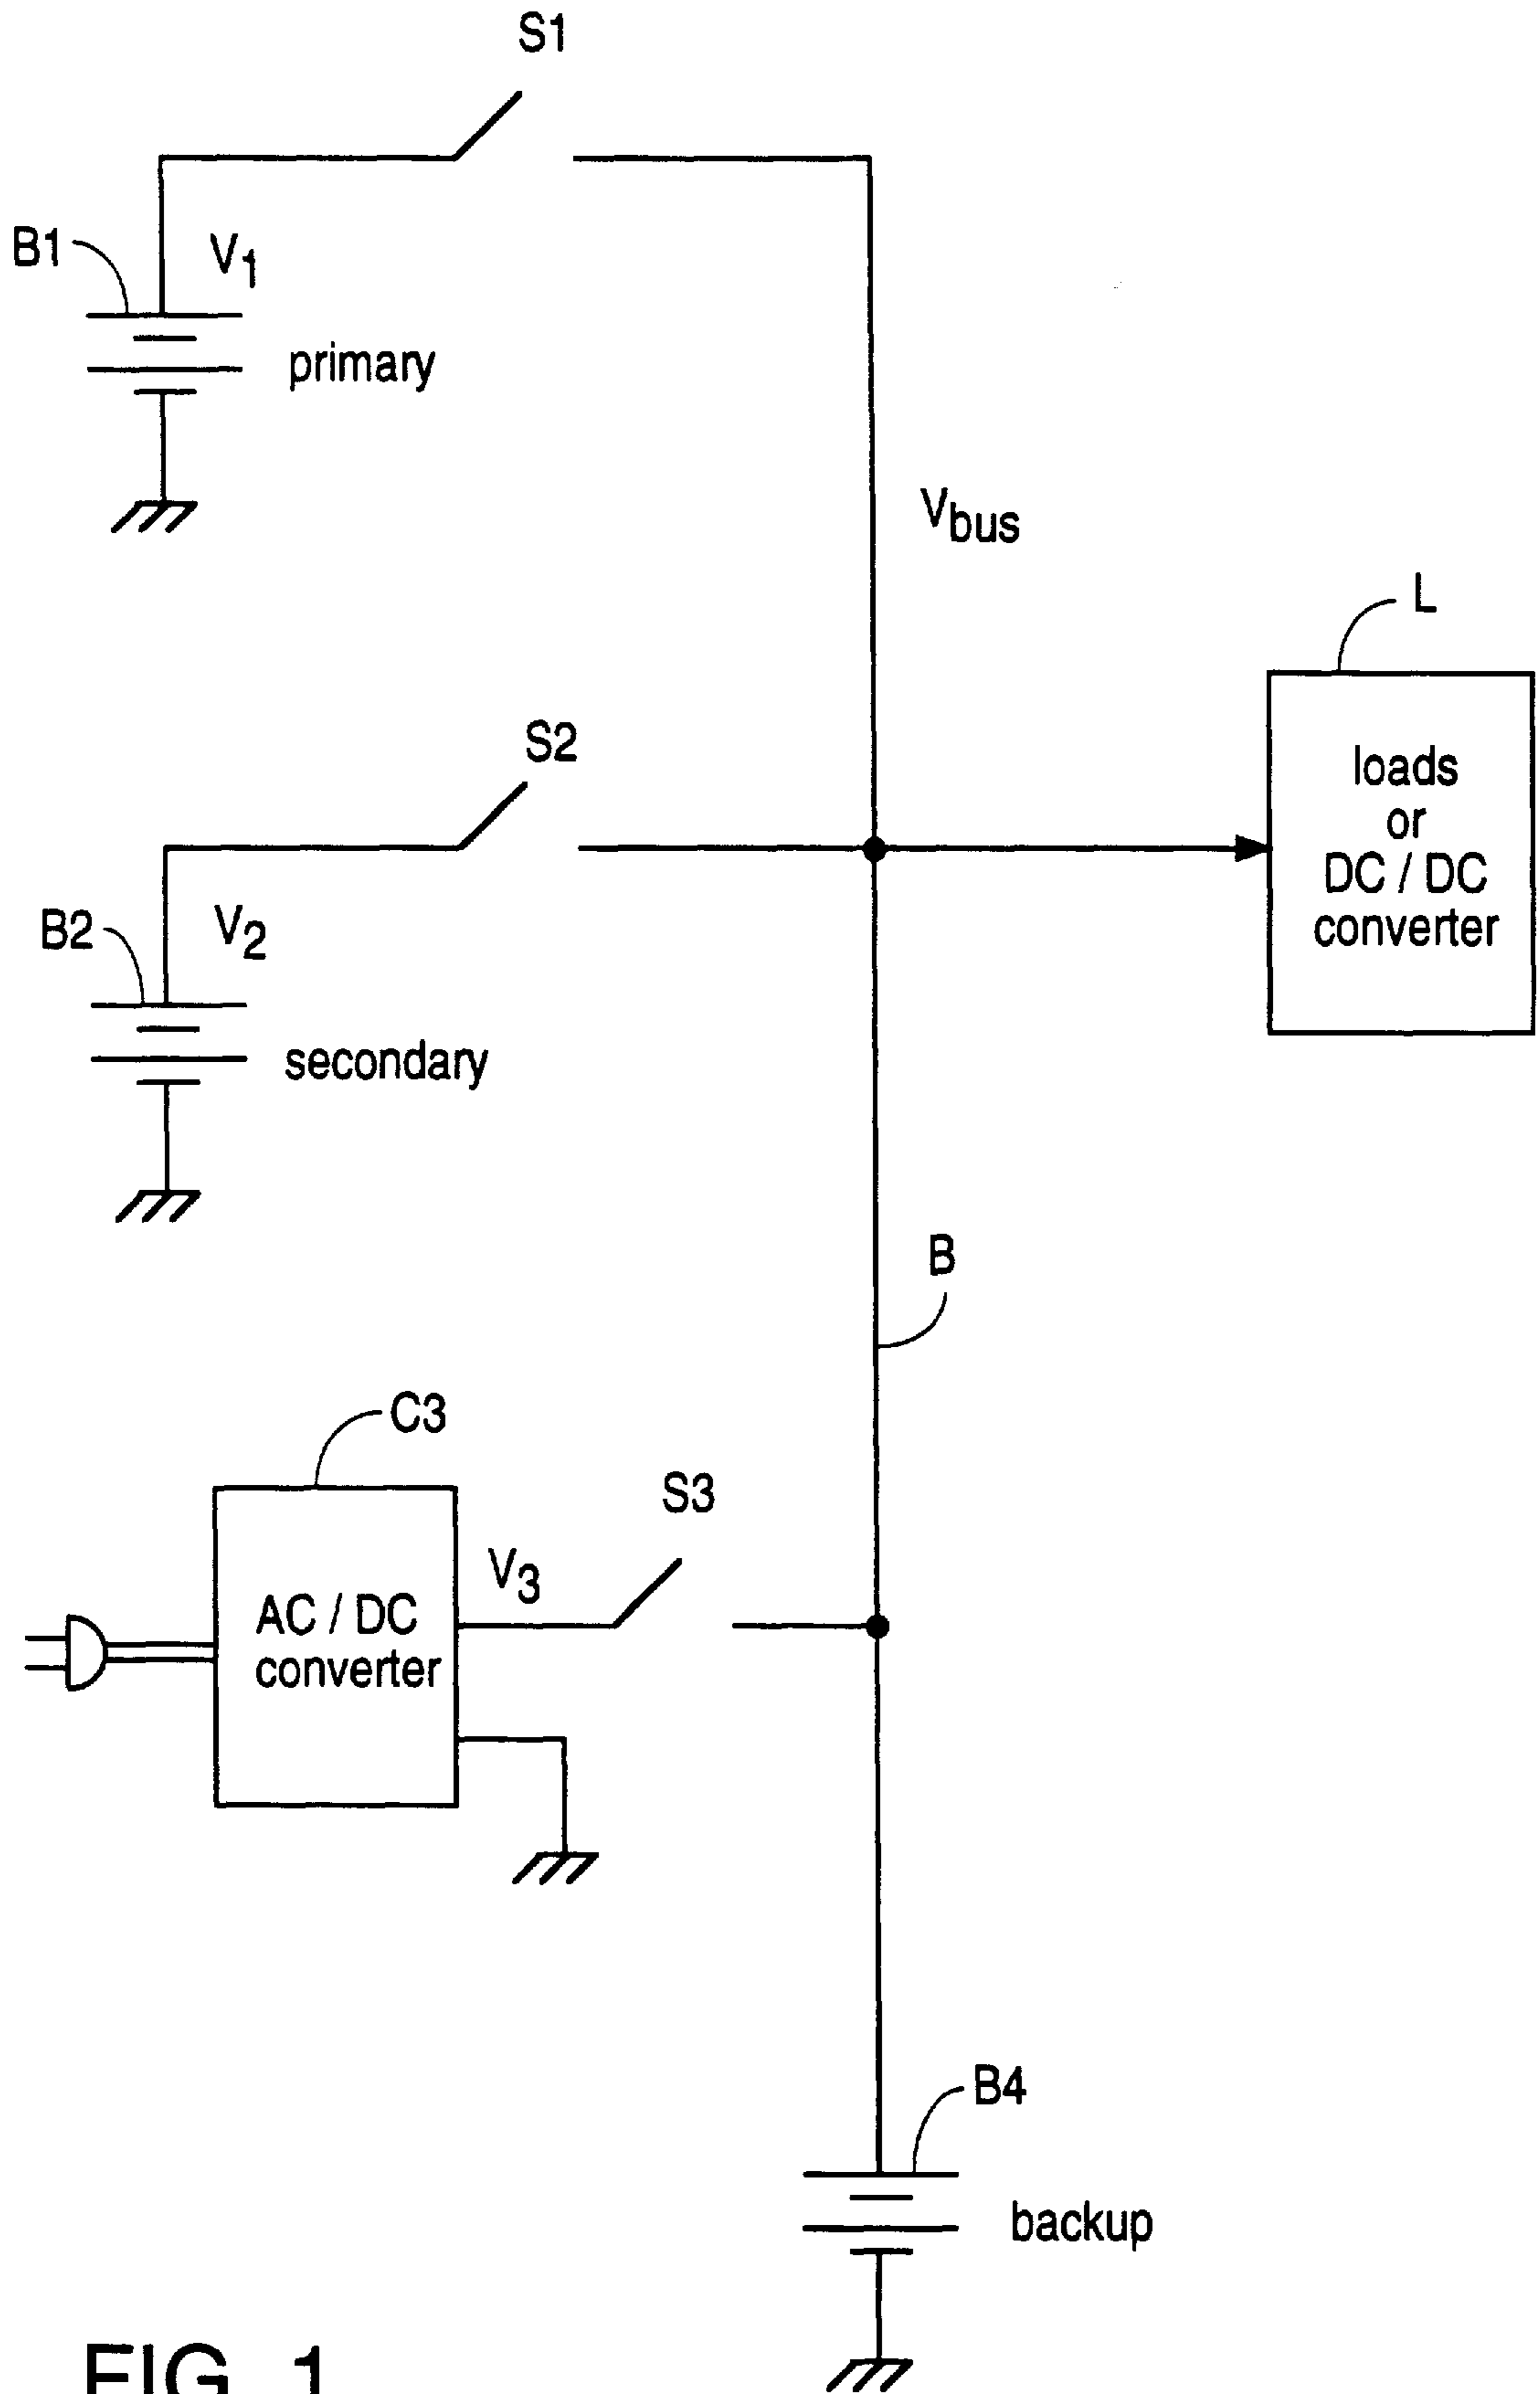 S1
B1
V1
primary
Vbus
L
S2
loads
or
DC / DC
converter
B2
V2
secondary
B
C3
S3
V3
AC / DC
converter
B4
backup
FIG. 1